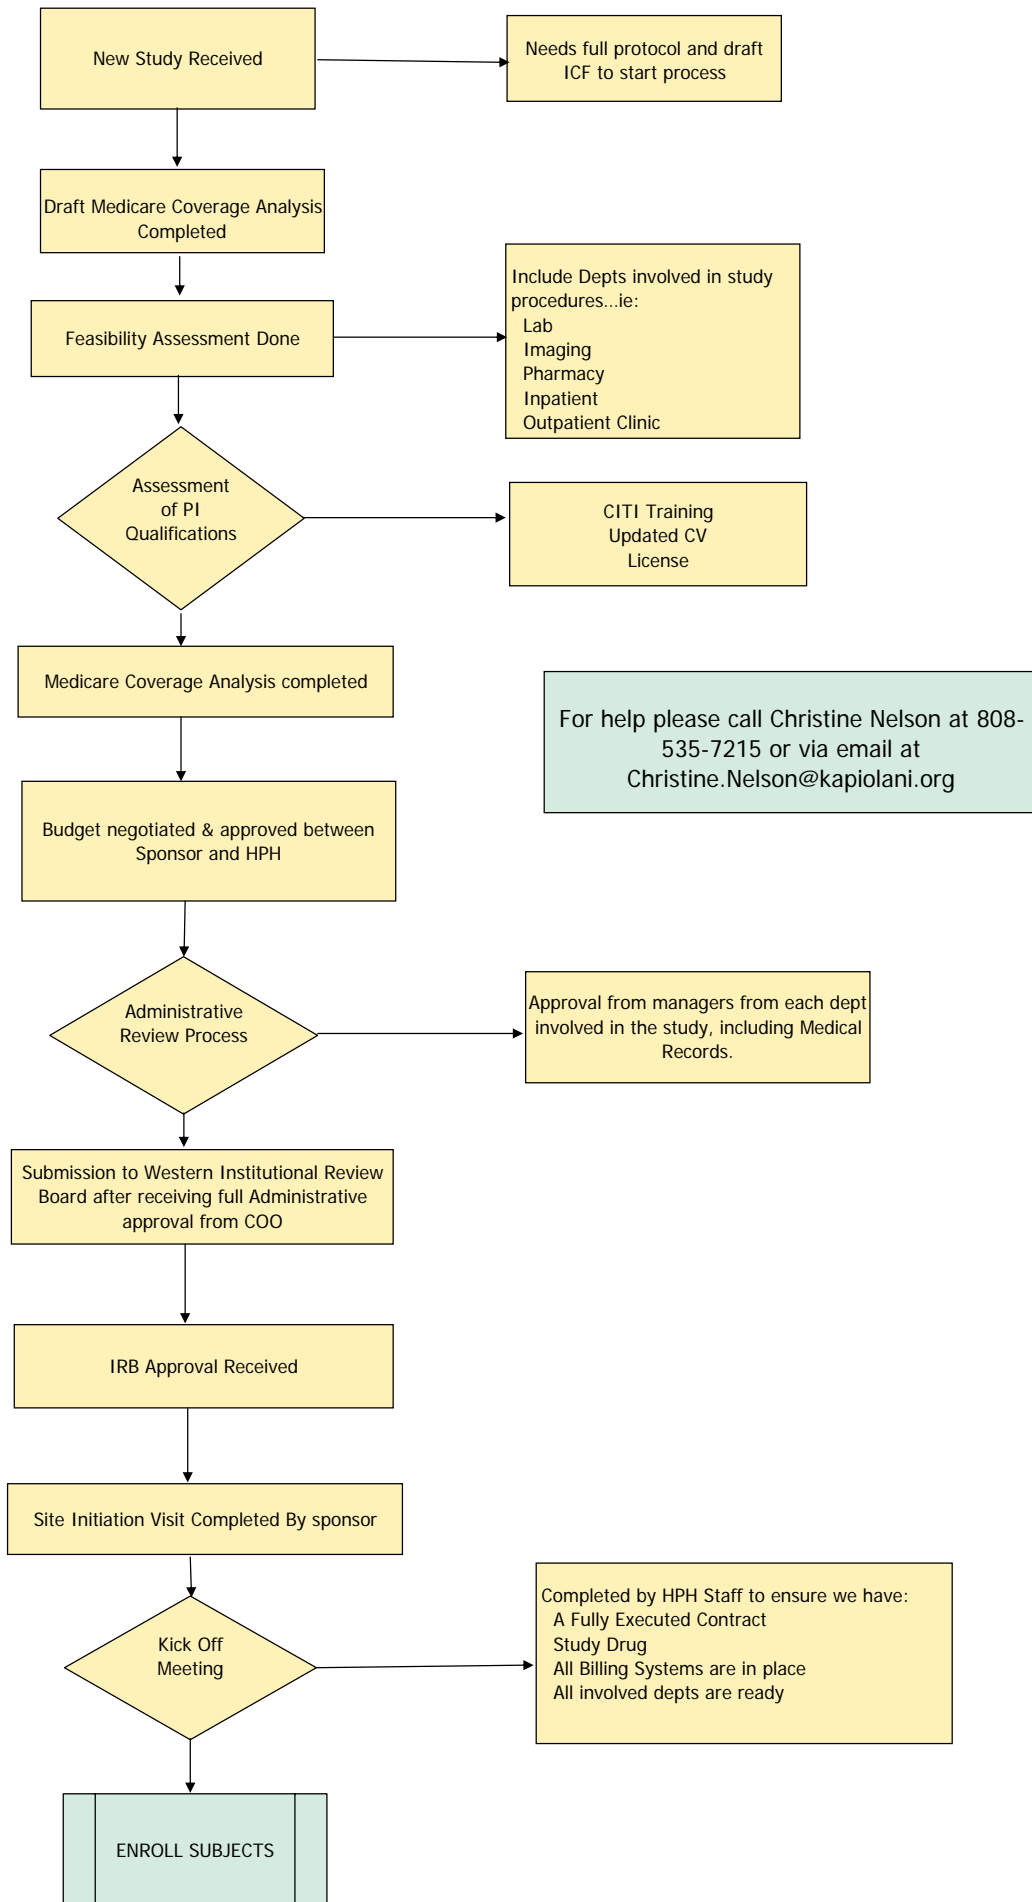 New Study Received
Needs full protocol and draft
ICF to start process
Draft Medicare Coverage Analysis
Completed
Include Depts involved in study
procedures...ie:
Lab
Imaging
Pharmacy
Inpatient
Outpatient Clinic
Feasibility Assessment Done
Assessment
of PI
Qualifications
CITI Training
Updated CV
License
Medicare Coverage Analysis completed
For help please call Christine Nelson at 808-
535-7215 or via email at
Christine.Nelson@kapiolani.org
Budget negotiated & approved between
Sponsor and HPH
Administrative
Review Process
Approval from managers from each dept
involved in the study, including Medical
Records.
Submission to Western Institutional Review
Board after receiving full Administrative
approval from COO
IRB Approval Received
Site Initiation Visit Completed By sponsor
Kick Off
Meeting
Completed by HPH Staff to ensure we have:
A Fully Executed Contract
Study Drug
All Billing Systems are in place
All involved depts are ready
ENROLL SUBJECTS